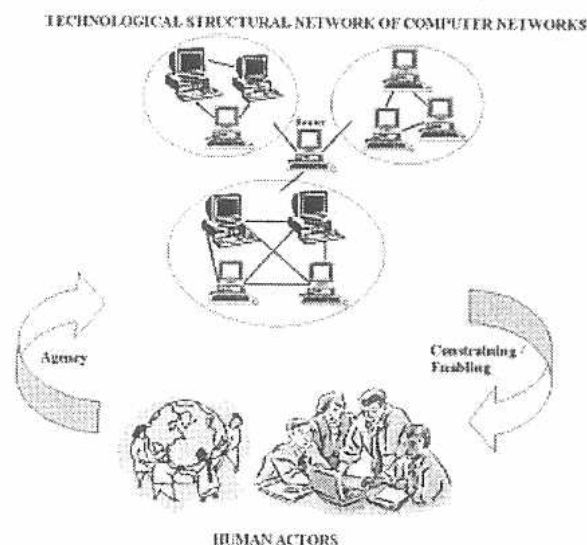 TECHNOLOGICAL STRUCTURAL NETWORK OF COMPUTER NETWORKS
Server
Agency
Constraining /
Enabling
HUMAN ACTORS